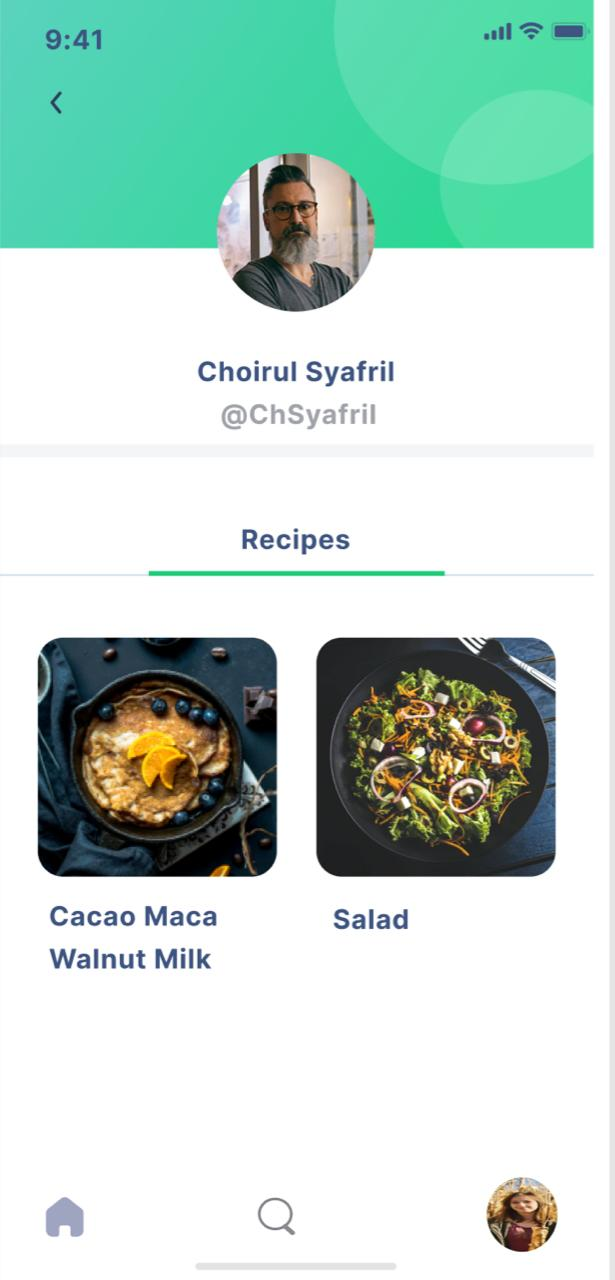 9:41
Choirul Syafril
@ChSyafril
Recipes
Cacao Maca
Walnut Milk
Salad